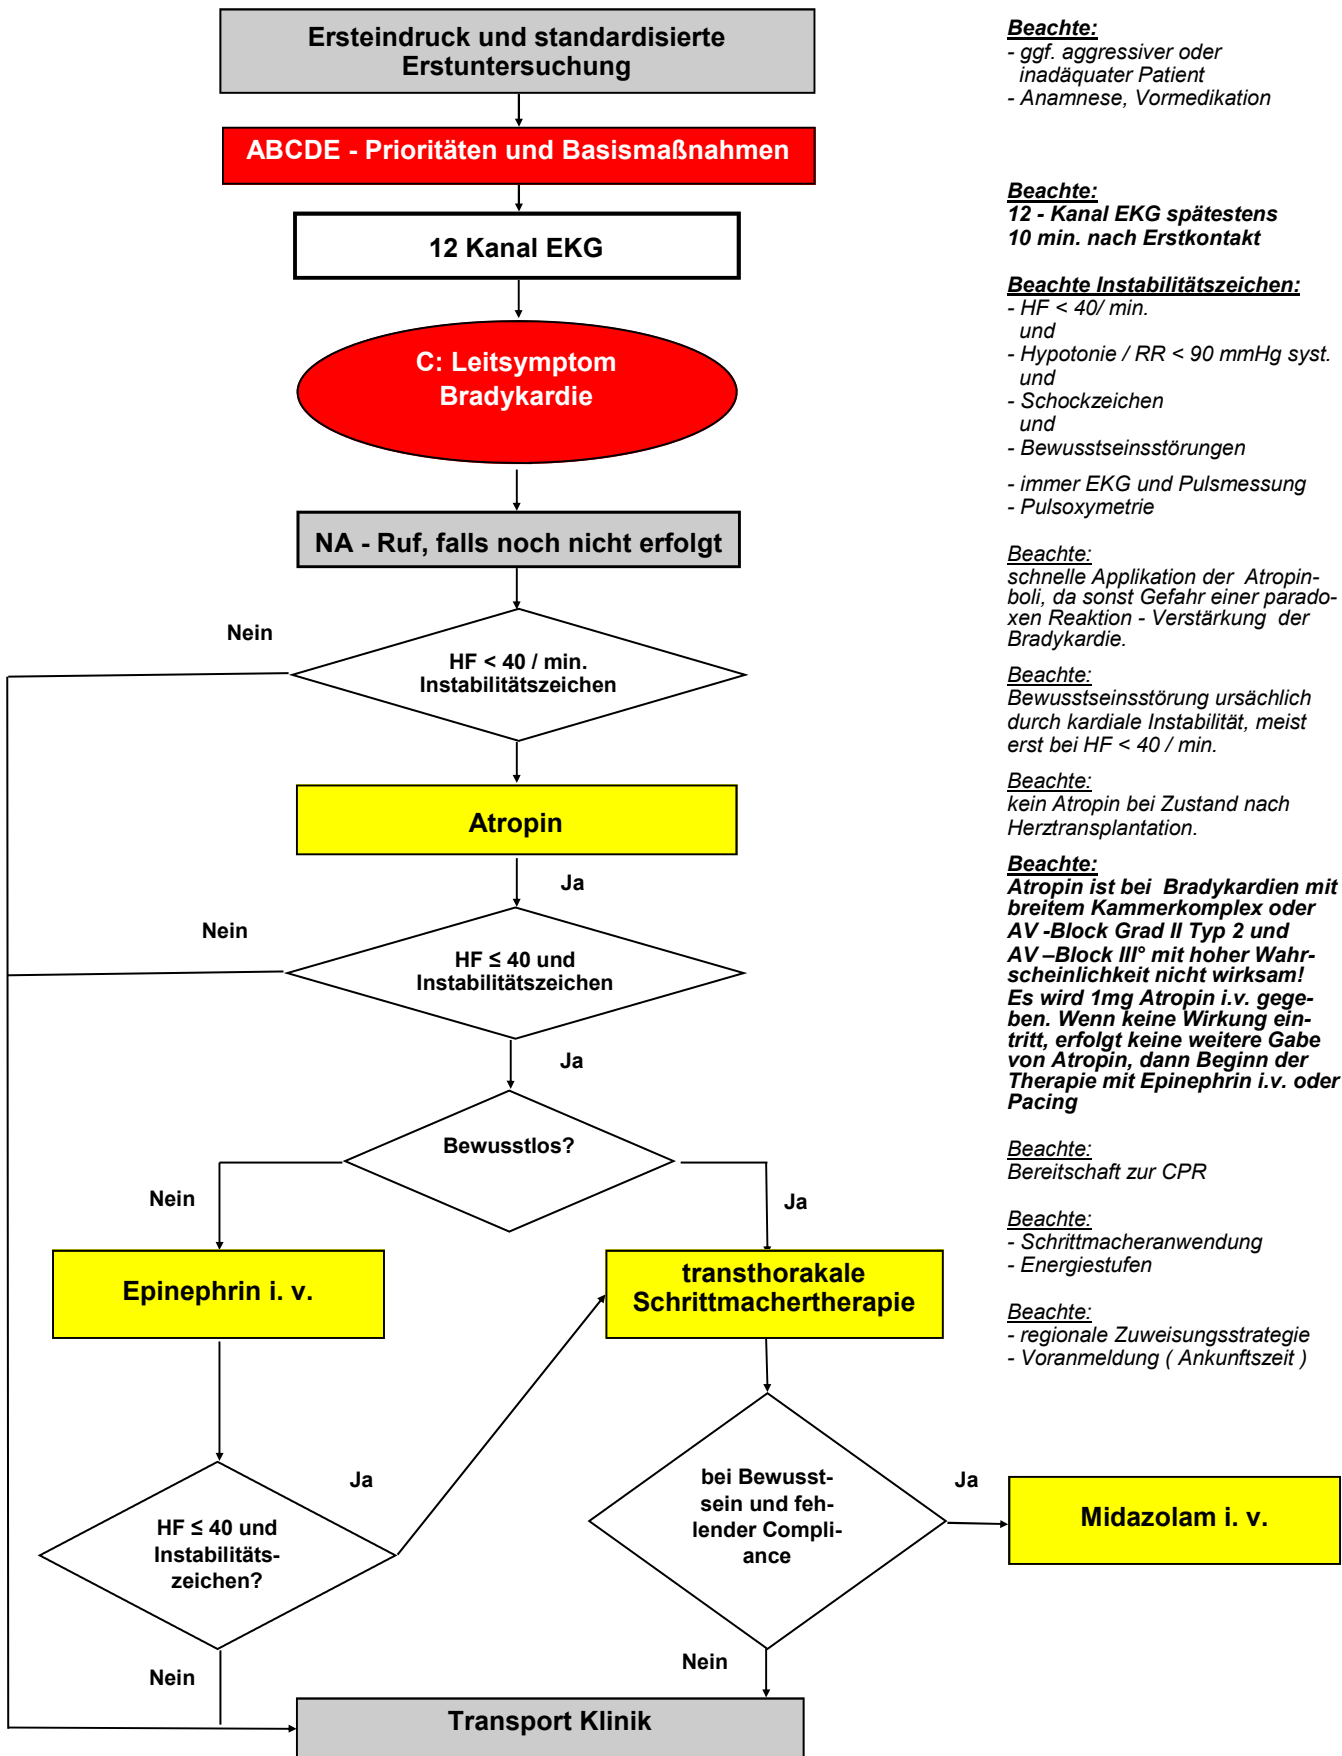 Ersteindruck und standardisierte
Erstuntersuchung
ABCDE - Prioritäten und Basismaßnahmen
12 Kanal EKG
C: Leitsymptom
Bradykardie
NA - Ruf, falls noch nicht erfolgt
Nein
HF < 40 / min.
Instabilitätszeichen
Atropin
Ja
Nein
HF ≤ 40 und
Instabilitätszeichen
Ja
Bewusstlos?
Nein
Ja
Epinephrin i. v.
transthorakale
Schrittmachertherapie
Ja
HF ≤ 40 und
Instabilitäts-
zeichen?
bei Bewusst-
sein und feh-
lender Compli-
ance
Ja
Midazolam i. v.
Nein
Nein
Transport Klinik
Beachte:
- ggf. aggressiver oder
inadäquater Patient
- Anamnese, Vormedikation
Beachte:
12 - Kanal EKG spätestens
10 min. nach Erstkontakt
Beachte Instabilitätszeichen:
- HF < 40/ min.
und
- Hypotonie / RR < 90 mmHg syst.
und
- Schockzeichen
und
- Bewusstseinsstörungen
- immer EKG und Pulsmessung
- Pulsoxymetrie
Beachte:
schnelle Applikation der Atropin-
boli, da sonst Gefahr einer parado-
xen Reaktion - Verstärkung der
Bradykardie.
Beachte:
Bewusstseinsstörung ursächlich
durch kardiale Instabilität, meist
erst bei HF < 40 / min.
Beachte:
kein Atropin bei Zustand nach
Herztransplantation.
Beachte:
Atropin ist bei Bradykardien mit
breitem Kammerkomplex oder
AV -Block Grad II Typ 2 und
AV –Block III° mit hoher Wahr-
scheinlichkeit nicht wirksam!
Es wird 1mg Atropin i.v. gege-
ben. Wenn keine Wirkung ein-
tritt, erfolgt keine weitere Gabe
von Atropin, dann Beginn der
Therapie mit Epinephrin i.v. oder
Pacing
Beachte:
Bereitschaft zur CPR
Beachte:
- Schrittmacheranwendung
- Energiestufen
Beachte:
- regionale Zuweisungsstrategie
- Voranmeldung ( Ankunftszeit )